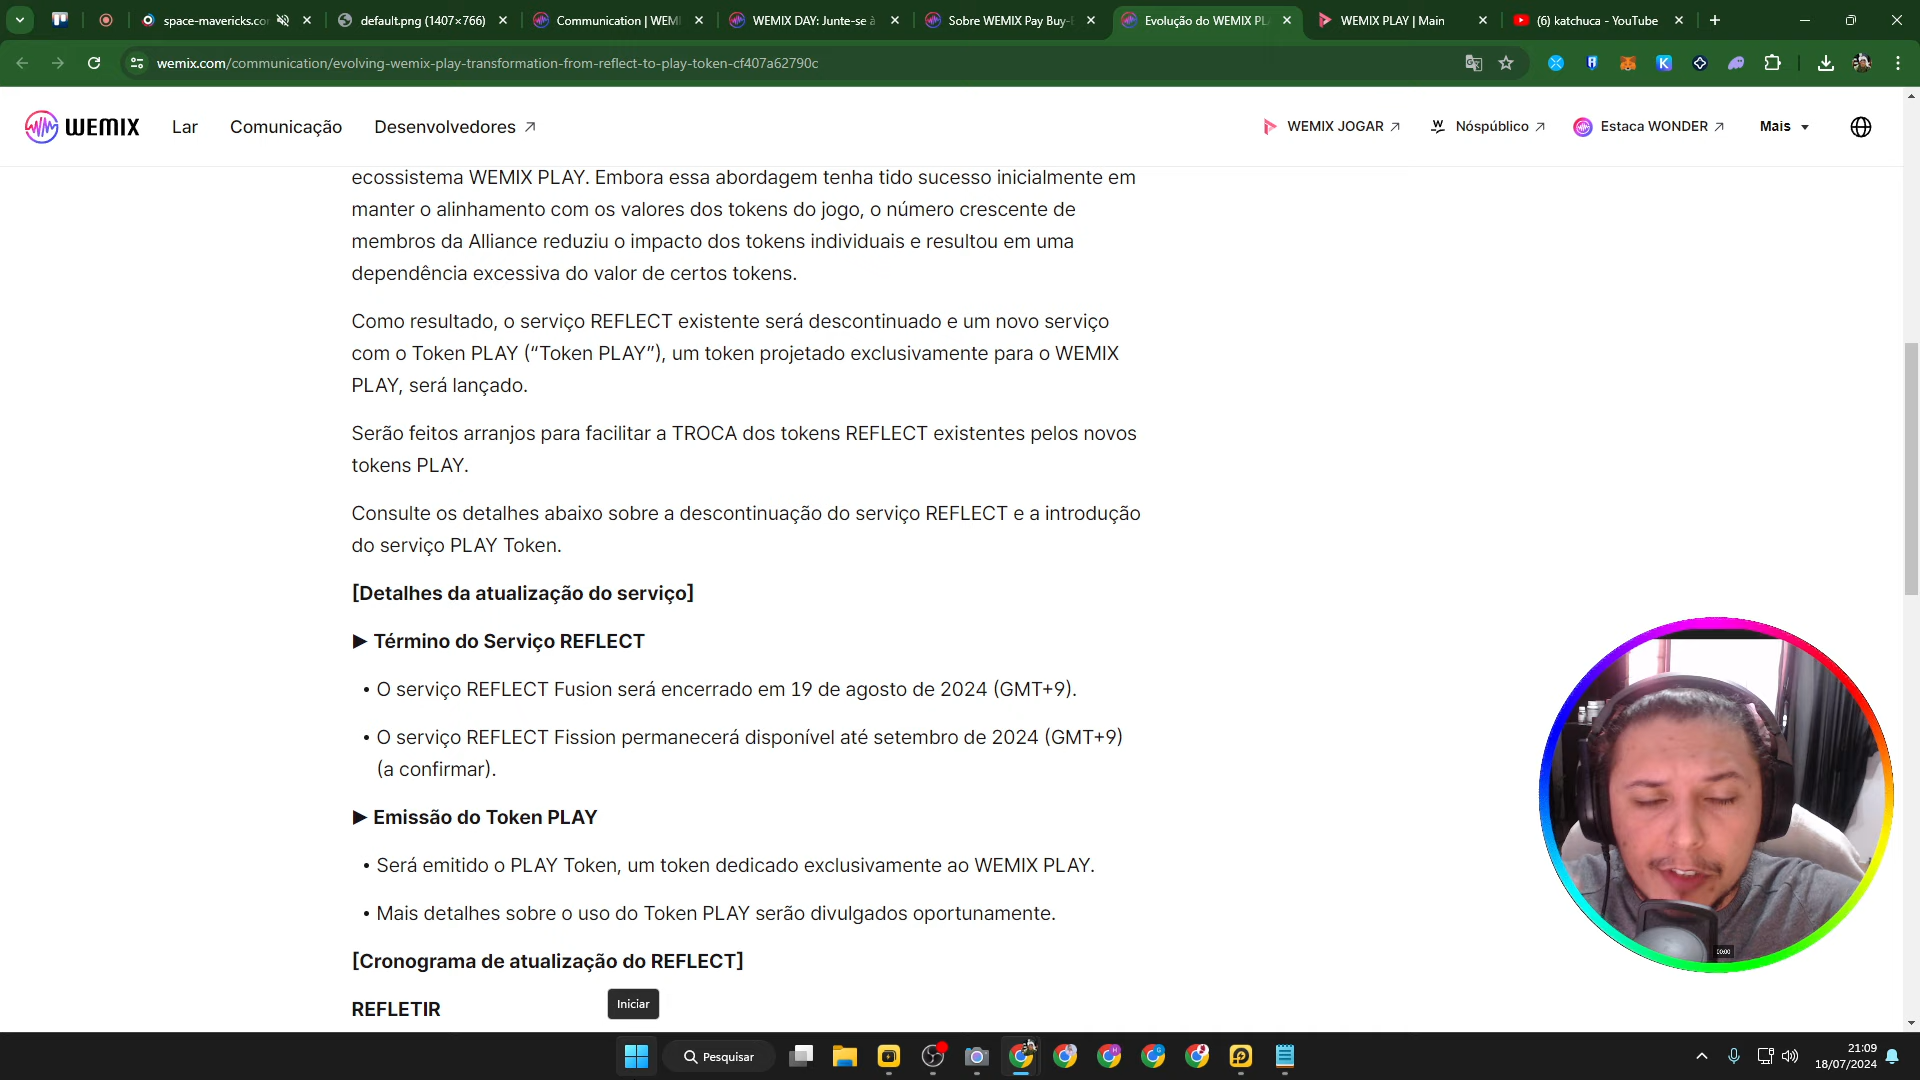 space-mavericks.co
default.png (1407×766)
Communication | WEMI
WEMIX DAY: Junte-se à
Sobre WEMIX Pay Buy-
Evolução do WEMIX PL
WEMIX PLAY | Main
(6) katchuca - YouTube
wemix.com/communication/evolving-wemix-play-transformation-from-reflect-to-play-token-cf407a62790c
WEMIX
Lar
Comunicação
Desenvolvedores
WEMIX JOGAR
Nóspúblico
Estaca WONDER
Mais
ecossistema WEMIX PLAY. Embora essa abordagem tenha tido sucesso inicialmente em
manter o alinhamento com os valores dos tokens do jogo, o número crescente de
membros da Alliance reduziu o impacto dos tokens individuais e resultou em uma
dependência excessiva do valor de certos tokens.
Como resultado, o serviço REFLECT existente será descontinuado e um novo serviço
com o Token PLAY (“Token PLAY”), um token projetado exclusivamente para o WEMIX
PLAY, será lançado.
Serão feitos arranjos para facilitar a TROCA dos tokens REFLECT existentes pelos novos
tokens PLAY.
Consulte os detalhes abaixo sobre a descontinuação do serviço REFLECT e a introdução
do serviço PLAY Token.
[Detalhes da atualização do serviço]
▶ Término do Serviço REFLECT
• O serviço REFLECT Fusion será encerrado em 19 de agosto de 2024 (GMT+9).
• O serviço REFLECT Fission permanecerá disponível até setembro de 2024 (GMT+9)
(a confirmar).
▶ Emissão do Token PLAY
• Será emitido o PLAY Token, um token dedicado exclusivamente ao WEMIX PLAY.
• Mais detalhes sobre o uso do Token PLAY serão divulgados oportunamente.
[Cronograma de atualização do REFLECT]
REFLETIR
Iniciar
Pesquisar
21:09
18/07/2024